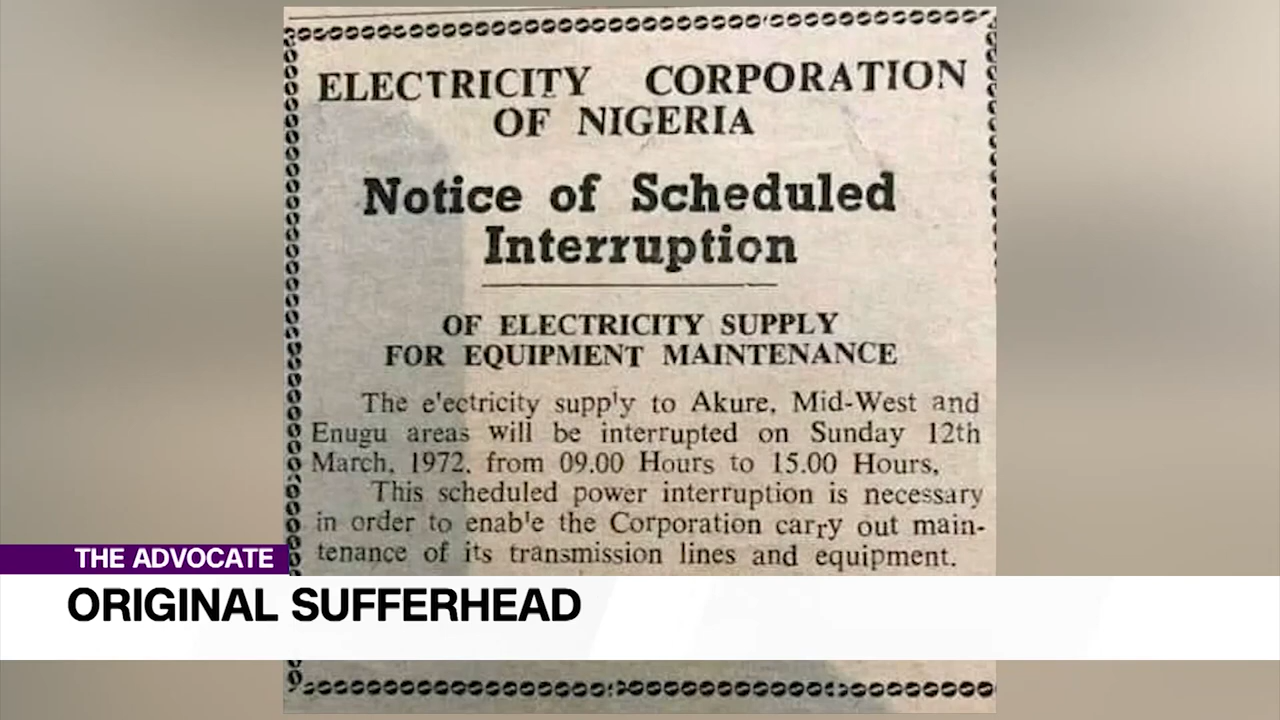 ELECTRICITY CORPORATION
OF NIGERIA
Notice of Scheduled
Interruption
OF ELECTRICITY SUPPLY
FOR EQUIPMENT MAINTENANCE
The e'ectricity supp'y to Akure, Mid-West and
Enugu areas will be interrupted on Sunday 12th
March, 1972, from 09.00 Hours to 15.00 Hours,
This scheduled power interruption is necessary
in order to enab'e the Corporation carry out main-
tenance of its transmission lines and equipment.
THE ADVOCATE
ORIGINAL SUFFERHEAD